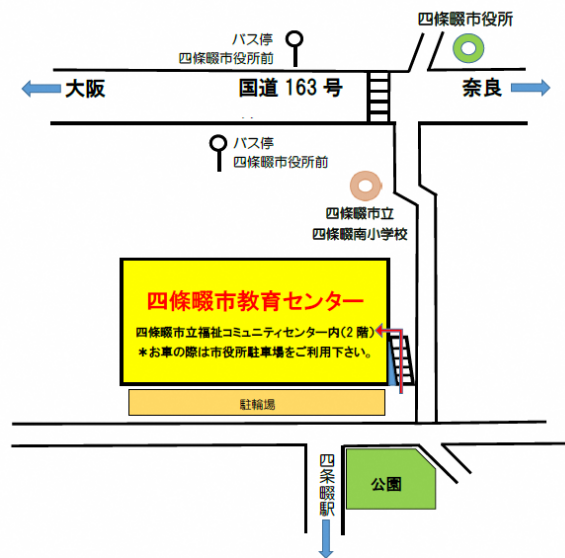 四條畷市役所
バス停
四條畷市役所前
大阪
国道 163 号
奈良
バス停
四條畷市役所前
四條畷市立
四條畷南小学校
四條畷市教育センター
四條畷市立福祉コミュニティセンター内(2 階)
＊お車の際は市役所駐車場をご利用下さい。
駐輪場
四条畷駅
公園